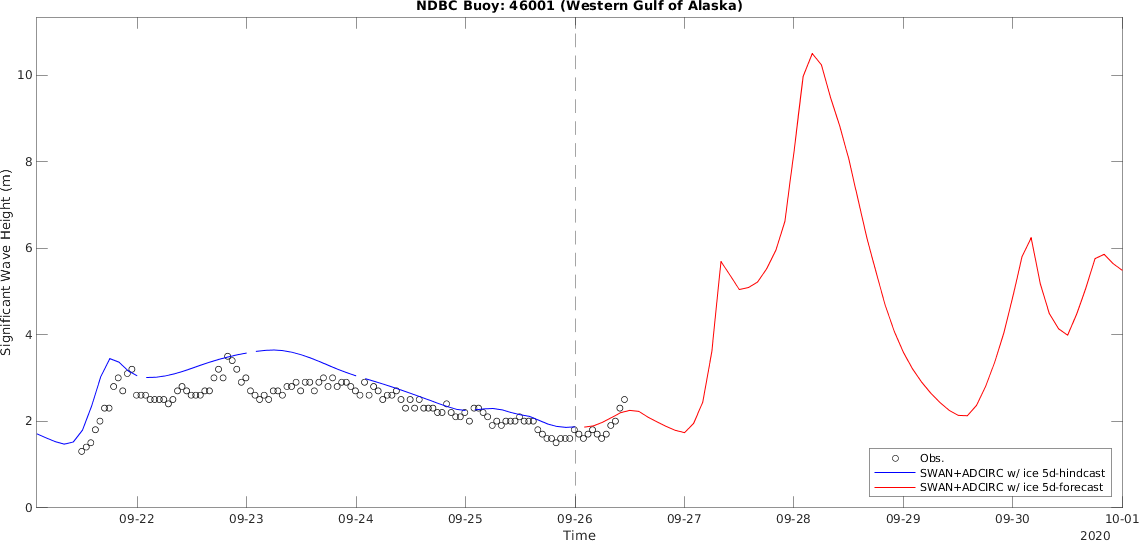 NDBC Buoy: 46001 (Western Gulf of Alaska)
Significant Wave Height (m)
10
8
6
4
2
0
Obs.
SWAN+ADCIRC w/ ice 5d-hindcast
SWAN+ADCIRC w/ ice 5d-forecast
09-22 09-23 09-24 09-25 09-26 09-27 09-28 09-29 09-30 10-01
Time
2020